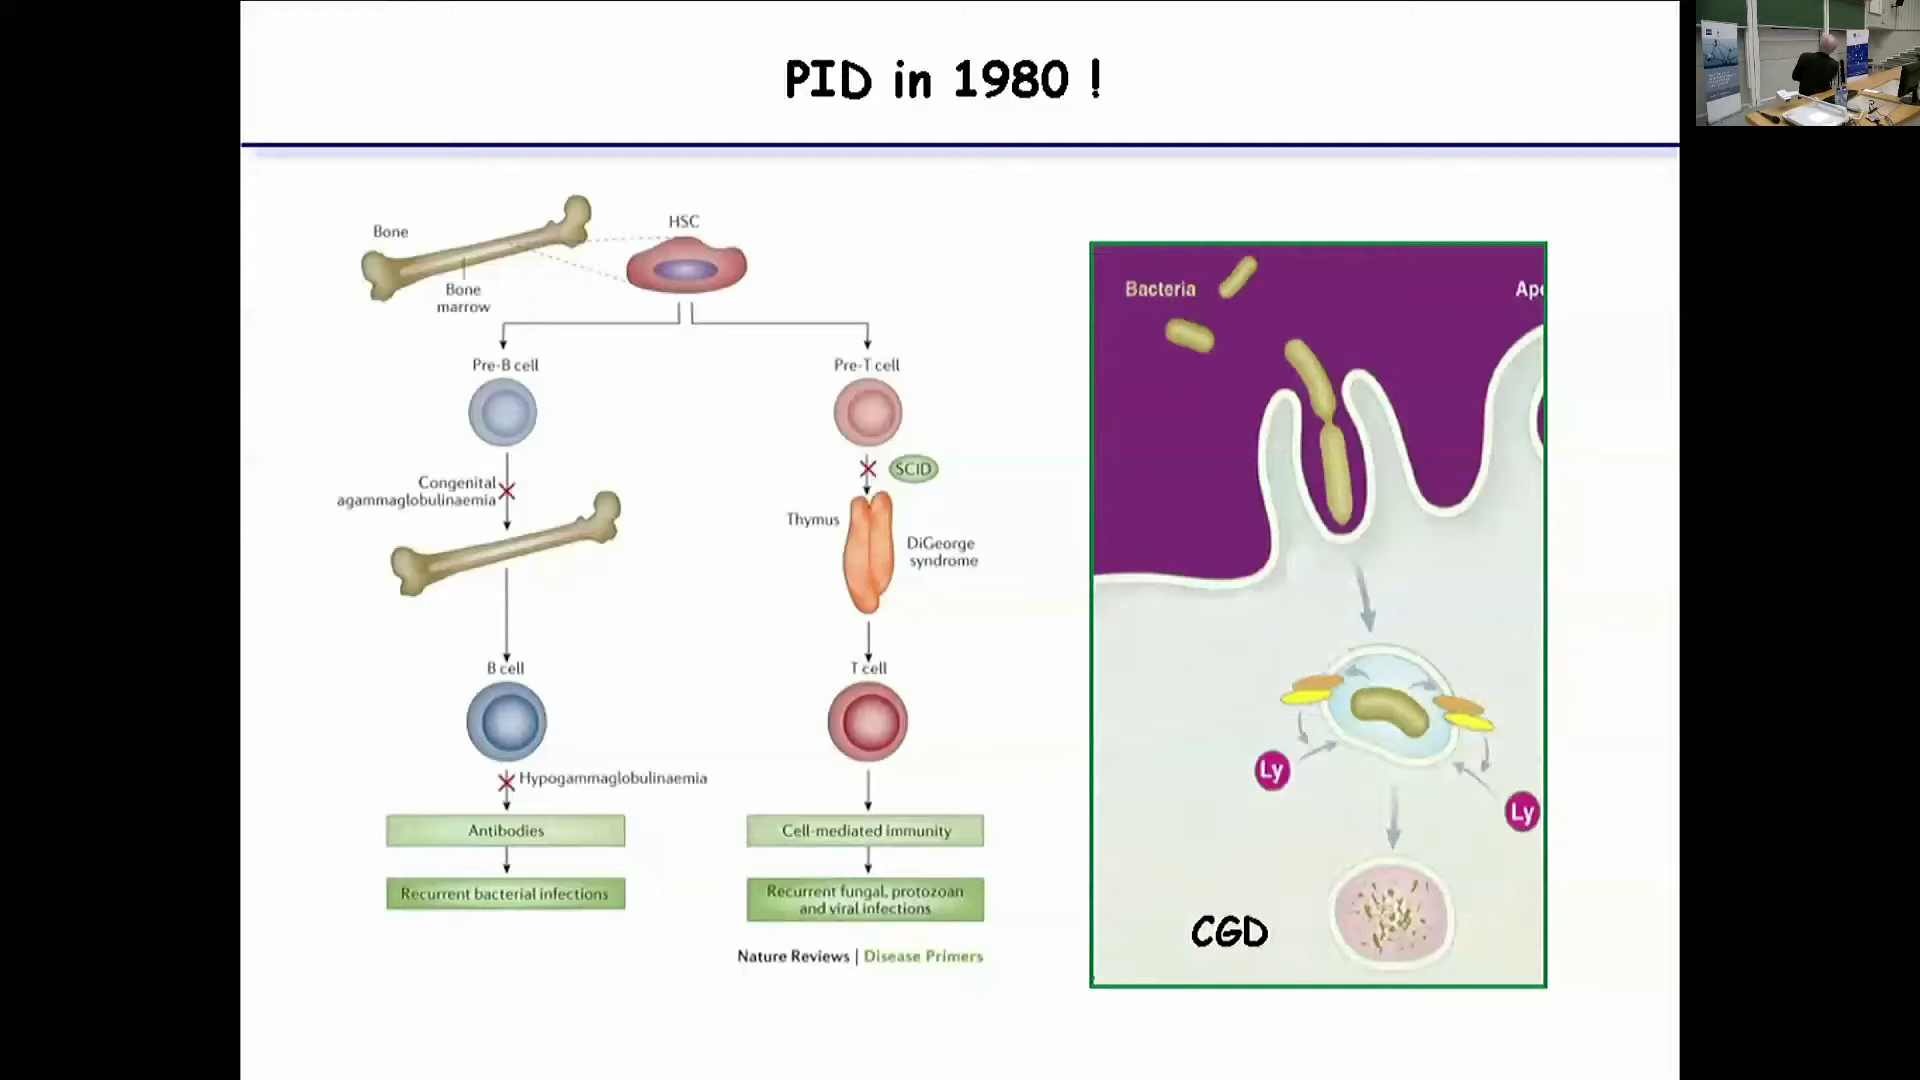 PID in 1980 !
Bone
HSC
Bone
marrow
Pre-B cell
Pre-T cell
Congenital
agammaglobulinaemia
SCID
Thymus
DiGeorge
syndrome
B cell
T cell
Hypogammaglobulinaemia
Antibodies
Cell-mediated immunity
Recurrent bacterial infections
Recurrent fungal, protozoan
and viral infections
Nature Reviews | Disease Primers
Bacteria
Ap
Ly
Ly
CGD